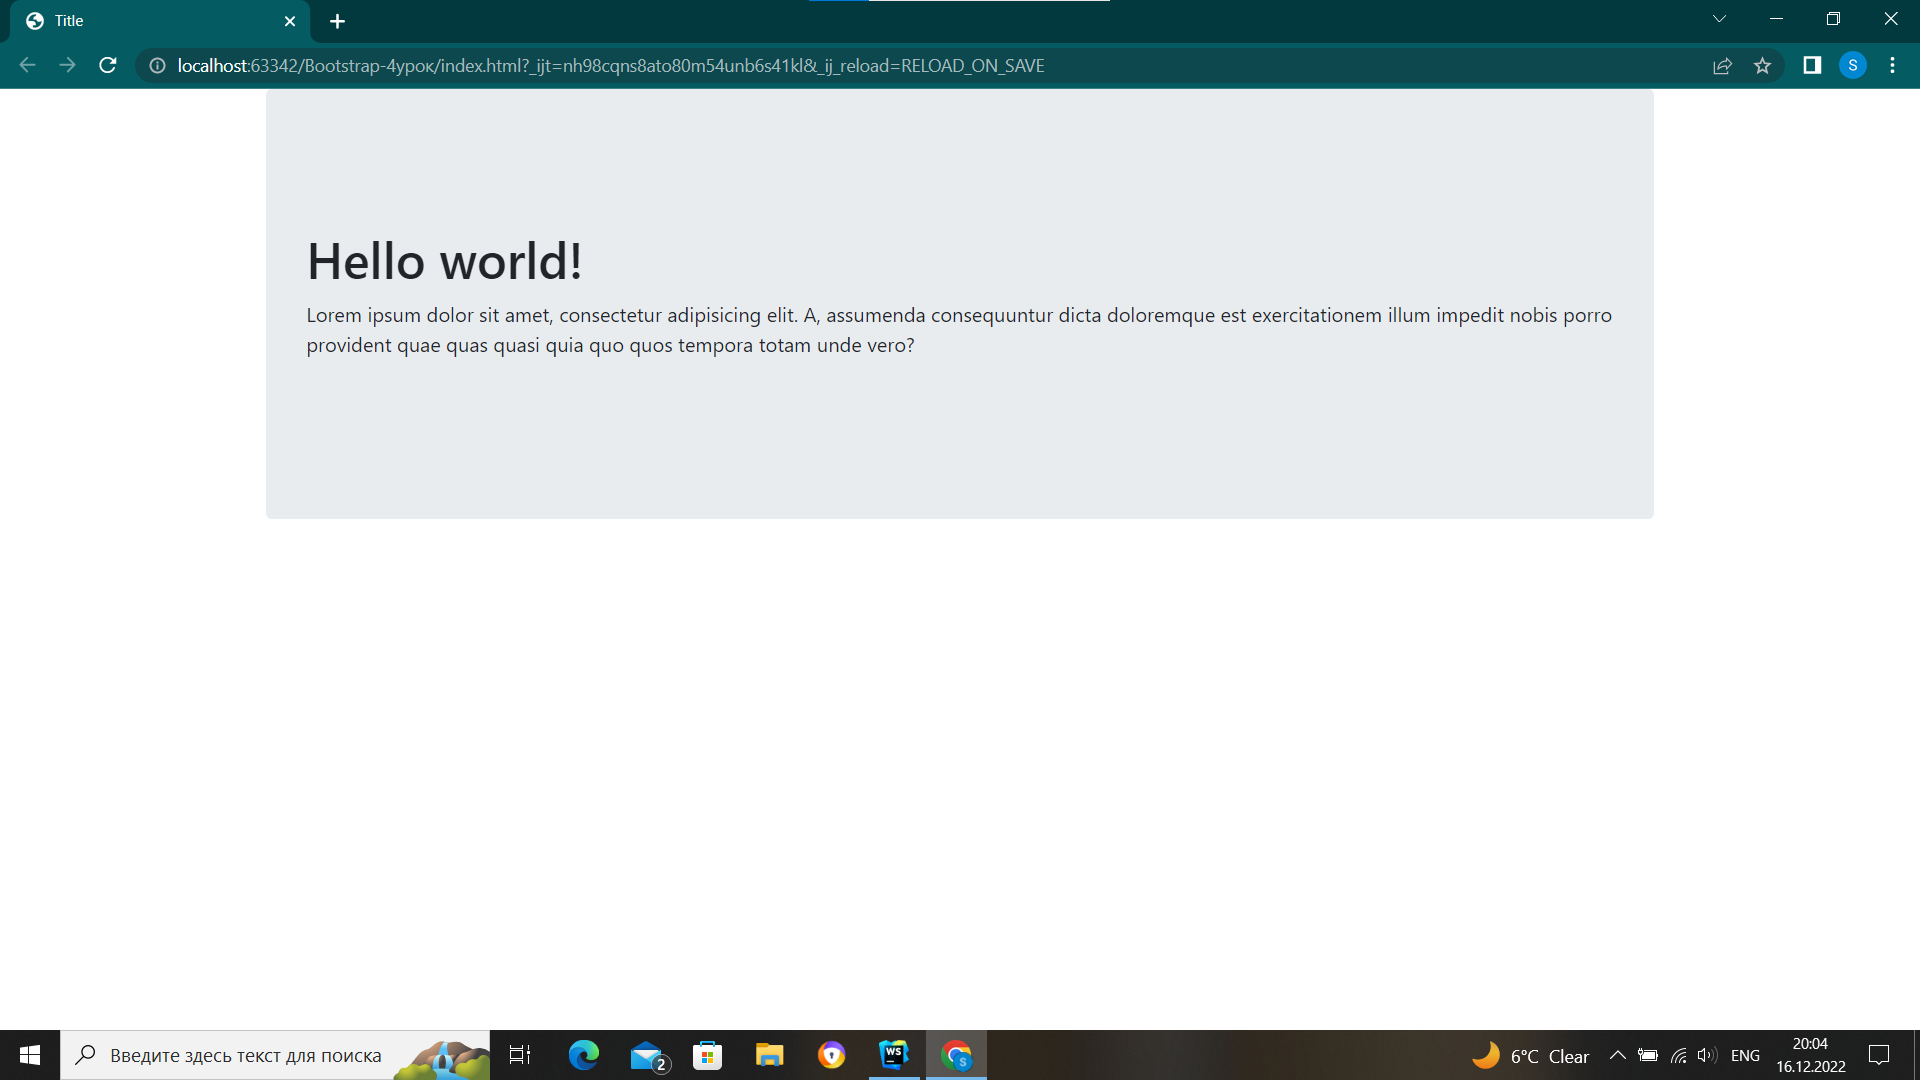 Title
localhost:63342/Bootstrap-4урок/index.html?_ijt=nh98cqns8ato80m54unb6s41kl&_ij_reload=RELOAD_ON_SAVE
S
Hello world!
Lorem ipsum dolor sit amet, consectetur adipisicing elit. A, assumenda consequuntur dicta doloremque est exercitationem illum impedit nobis porro
provident quae quas quasi quia quo quos tempora totam unde vero?
Введите здесь текст для поиска
2
WS
S
6°C Clear
ENG
20:04
16.12.2022